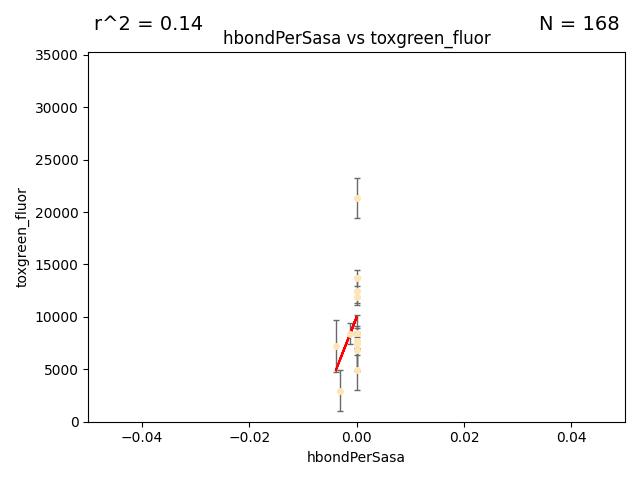 r^2 = 0.14
N = 168
hbondPerSasa vs toxgreen_fluor
35000
30000
25000
20000
15000
10000
5000
0
toxgreen_fluor
−0.04
−0.02
0.00
0.02
0.04
hbondPerSasa